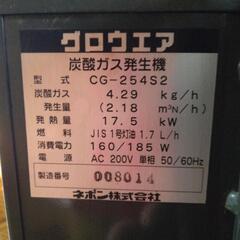 グロウエア
炭酸ガス発生機
型式 CG-254S2
炭酸ガス 4.29 kg/h
発生量 (2.18 m³N/h)
発熱量 17.5 kW
燃料 JIS1号灯油 1.7 L/h
消費電力 160/185 W
電源 AC 200V 単相 50/60Hz
製造番号 008014
ネポン株式会社